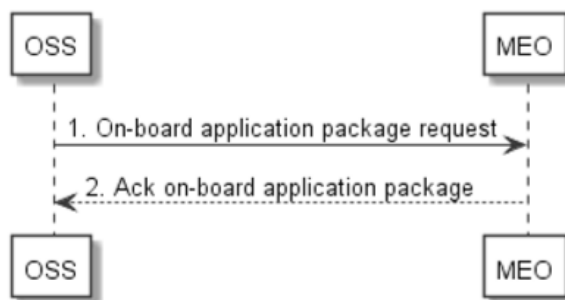 OSS
MEO
1. On-board application package request
2. Ack on-board application package
OSS
MEO